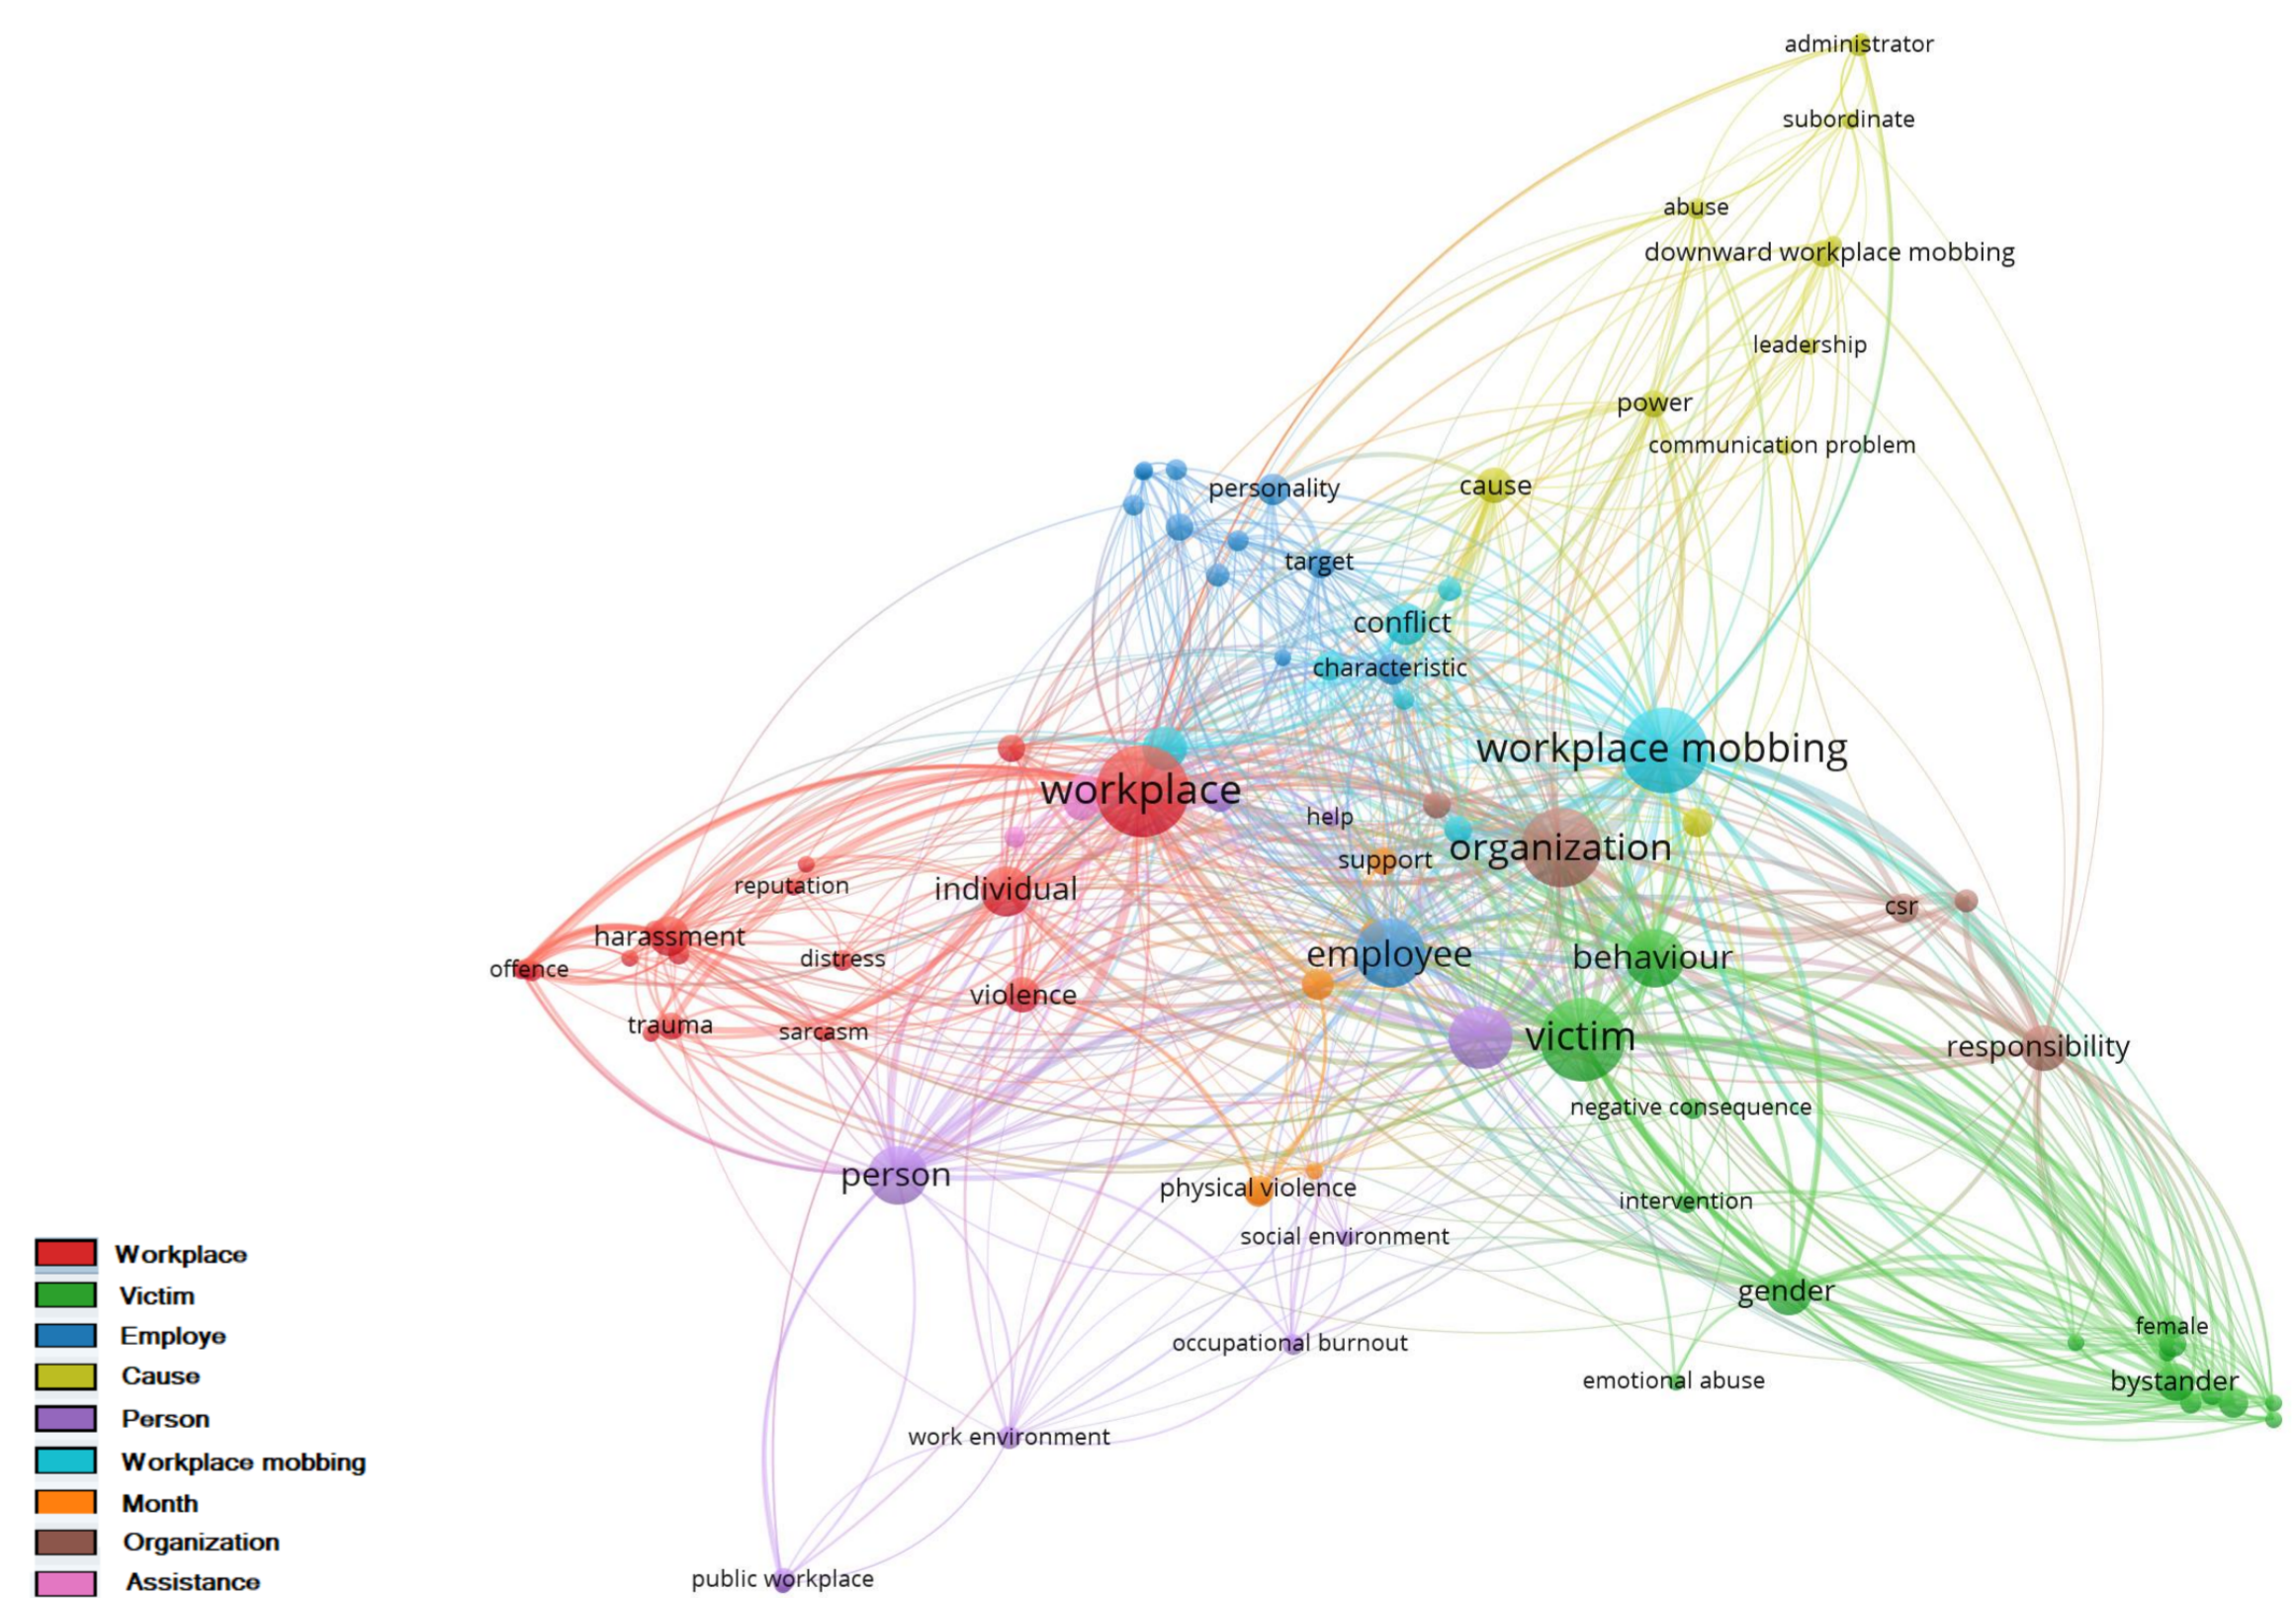 administrator
subordinate
abuse
downward workplace mobbing
leadership
power
communication problem
cause
personality
target
conflict
characteristic
workplace mobbing
workplace
help
organization
support
individual
reputation
csr
harassment
employee
behaviour
distress
offence
violence
trauma
sarcasm
victim
responsibility
negative consequence
person
physical violence
intervention
social environment
gender
female
occupational burnout
emotional abuse
bystander
work environment
public workplace
Workplace
Victim
Employe
Cause
Person
Workplace mobbing
Month
Organization
Assistance